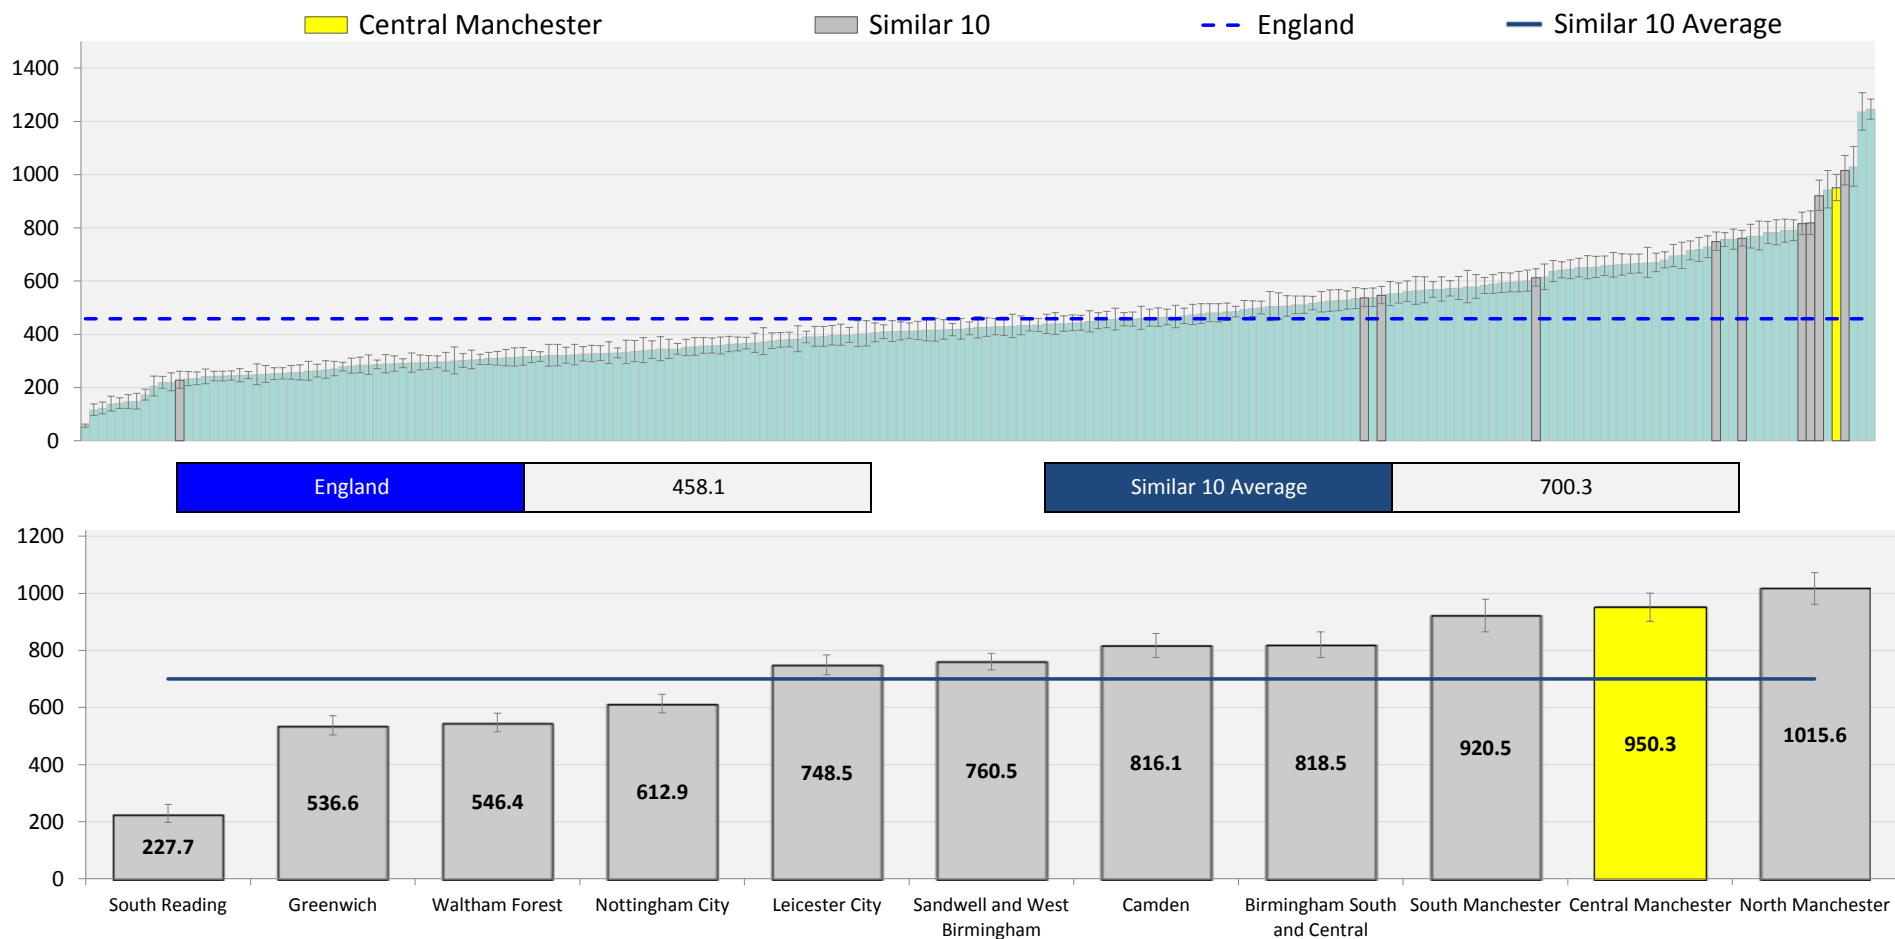 Central Manchester
Similar 10
England
Similar 10 Average
1400
1200
1000
800
600
400
200
0
England
458.1
Similar 10 Average
700.3
1200
1000
800
600
400
200
0
227.7
536.6
546.4
612.9
748.5
760.5
816.1
818.5
920.5
950.3
1015.6
South Reading
Greenwich
Waltham Forest
Nottingham City
Leicester City
Sandwell and West
Birmingham
Camden
Birmingham South
and Central
South Manchester
Central Manchester
North Manchester